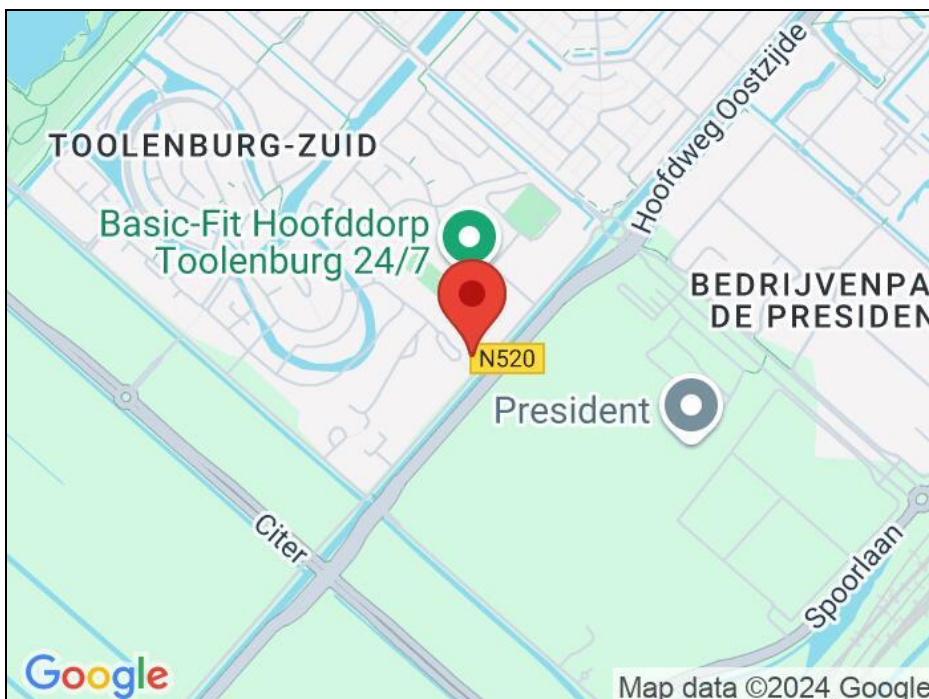 Hoofdweg Oostzijde
TOOLENBURG-ZUID
Basic-Fit Hoofddorp
Toolenburg 24/7
BEDRIJVENPA
DE PRESIDEN
N520
President
Citer
Spoorlaan
Google
Map data ©2024 Google